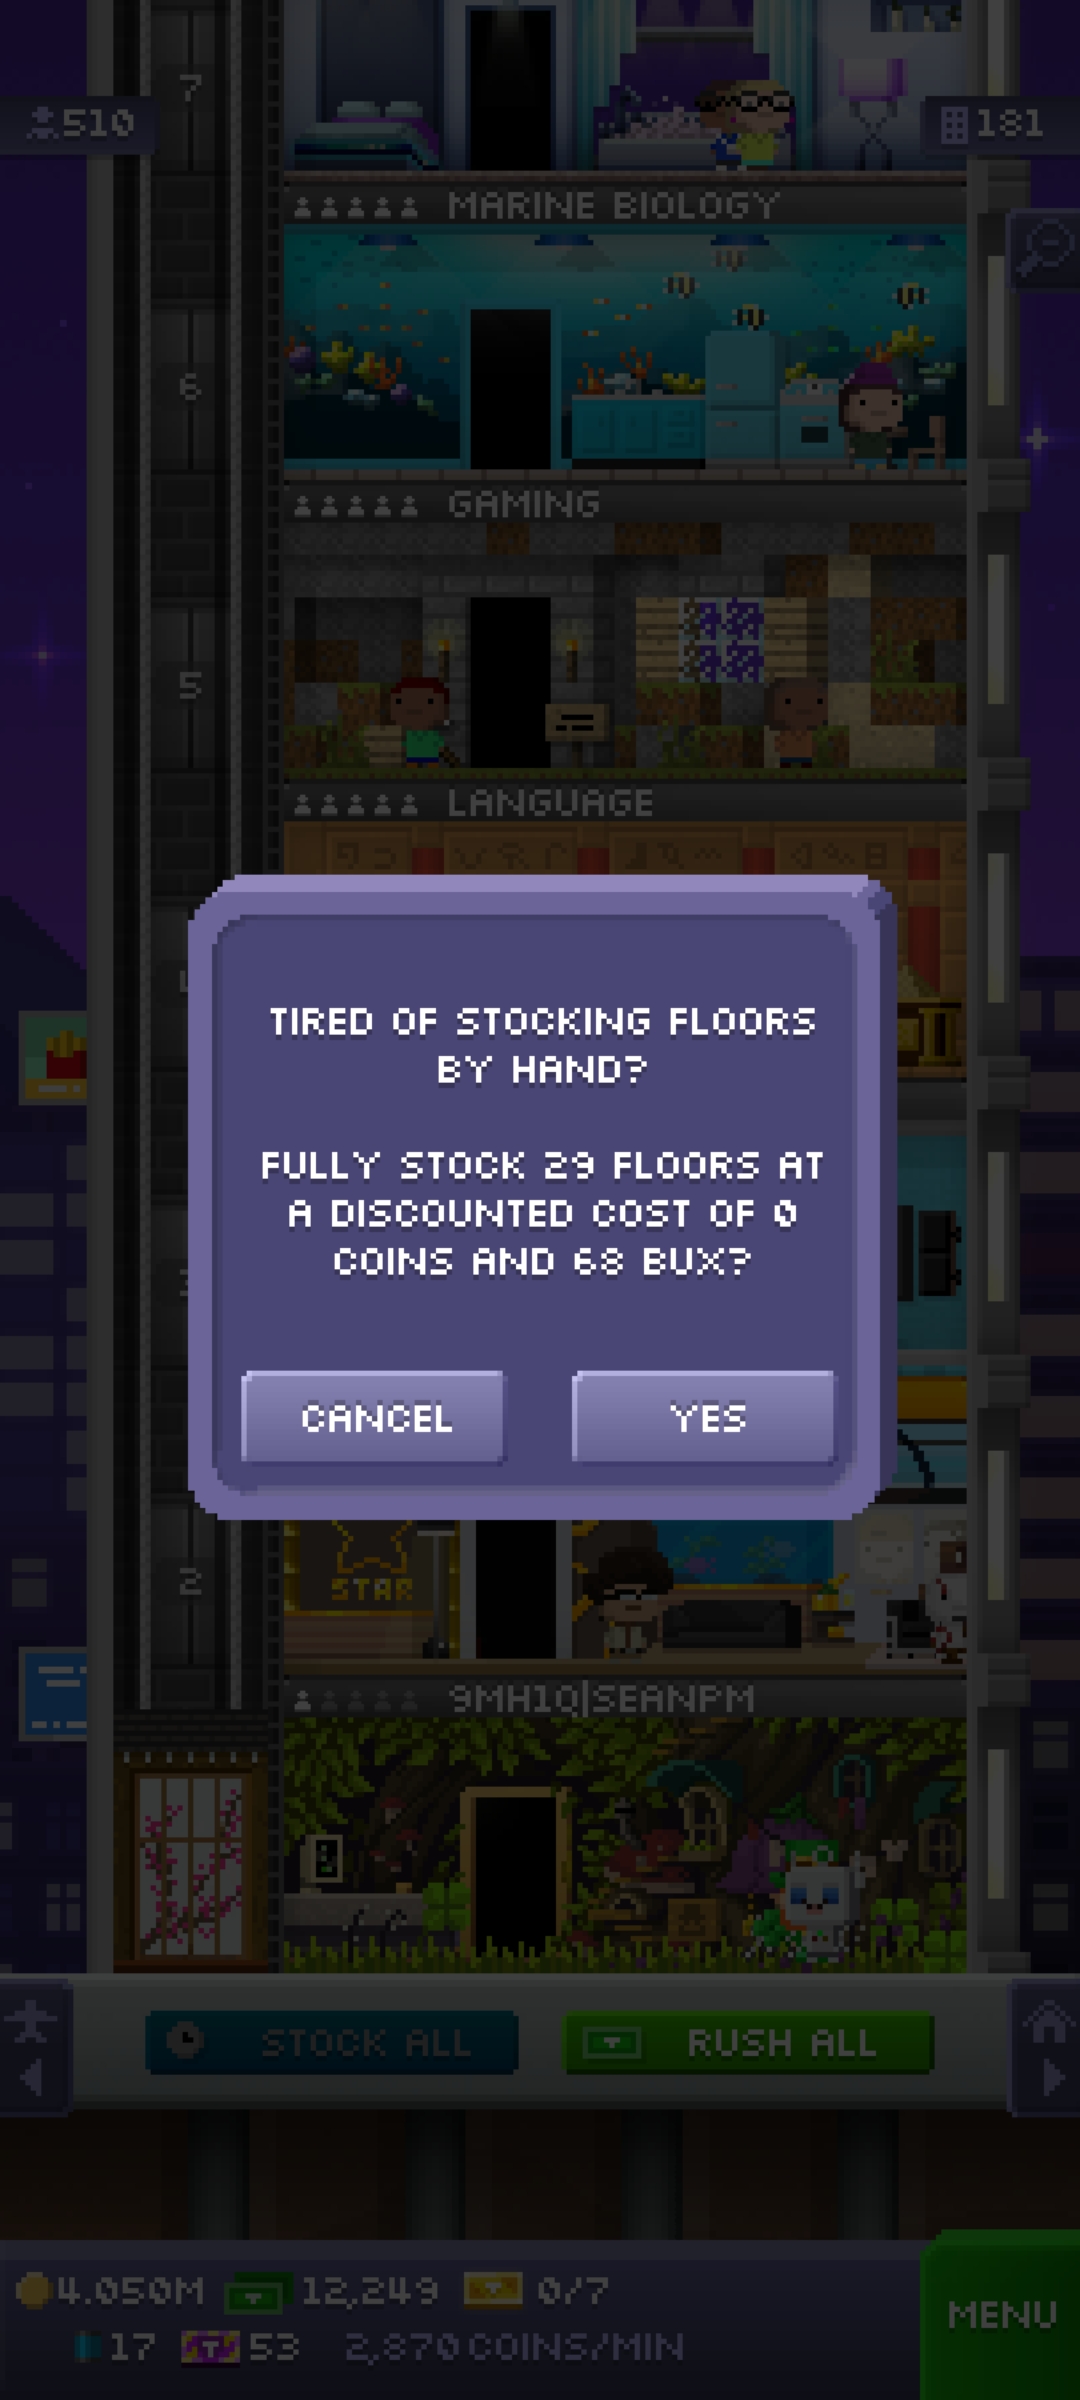 7
510
181
MARINE BIOLOGY
6
GAMING
5
LANGUAGE
TIRED OF STOCKING FLOORS
BY HAND?
FULLY STOCK 29 FLOORS AT
A DISCOUNTED COST OF 0
COINS AND 68 BUX?
CANCEL
YES
2
STAR
9MH1Q|SEANPM
STOCK ALL
RUSH ALL
4.050M
12,249
0/7
MENU
17
53
2,870 COINS/MIN